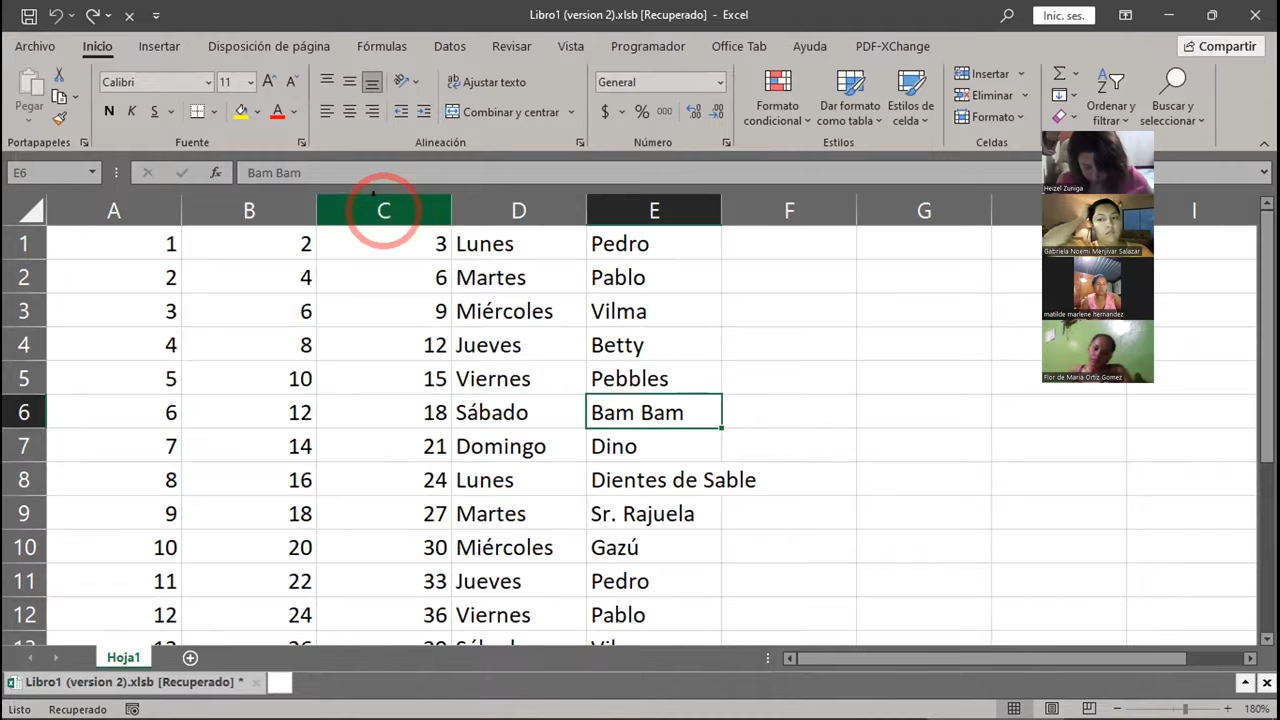 Libro1 (version 2).xlsb [Recuperado] - Excel
Inic. ses.
Archivo Inicio Insertar Disposición de página Fórmulas Datos Revisar Vista Programador Office Tab Ayuda PDF-XChange Compartir
Pegar
Calibri 11
Ajustar texto
General
Formato condicional
Dar formato como tabla
Estilos de celda
Insertar
Eliminar
Formato
Ordenar y filtrar
Buscar y seleccionar
N K S
Combinar y centrar
$ % 000
Portapapeles Fuente Alineación Número Estilos Celdas
E6 fx Bam Bam
Heizel Zuniga
Gabriela Noemi Menjivar Salazar
matilde marlene hernandez
Flor de Maria Ortiz Gomez
A B C D E F G I
1 1 2 3 Lunes Pedro
2 2 4 6 Martes Pablo
3 3 6 9 Miércoles Vilma
4 4 8 12 Jueves Betty
5 5 10 15 Viernes Pebbles
6 6 12 18 Sábado Bam Bam
7 7 14 21 Domingo Dino
8 8 16 24 Lunes Dientes de Sable
9 9 18 27 Martes Sr. Rajuela
10 10 20 30 Miércoles Gazú
11 11 22 33 Jueves Pedro
12 12 24 36 Viernes Pablo
Hoja1
Libro1 (version 2).xlsb [Recuperado] *
Listo Recuperado 180%